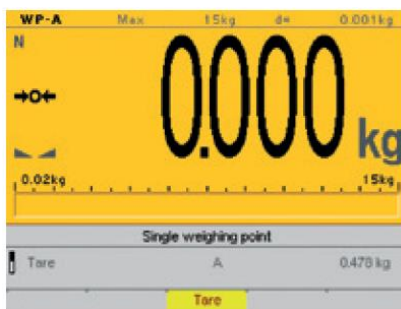 WP-A Max 15kg d= 0.001kg
N
→0←
0.000 kg
0.02kg 15kg
Single weighing point
Tare A 0.478 kg
Tare